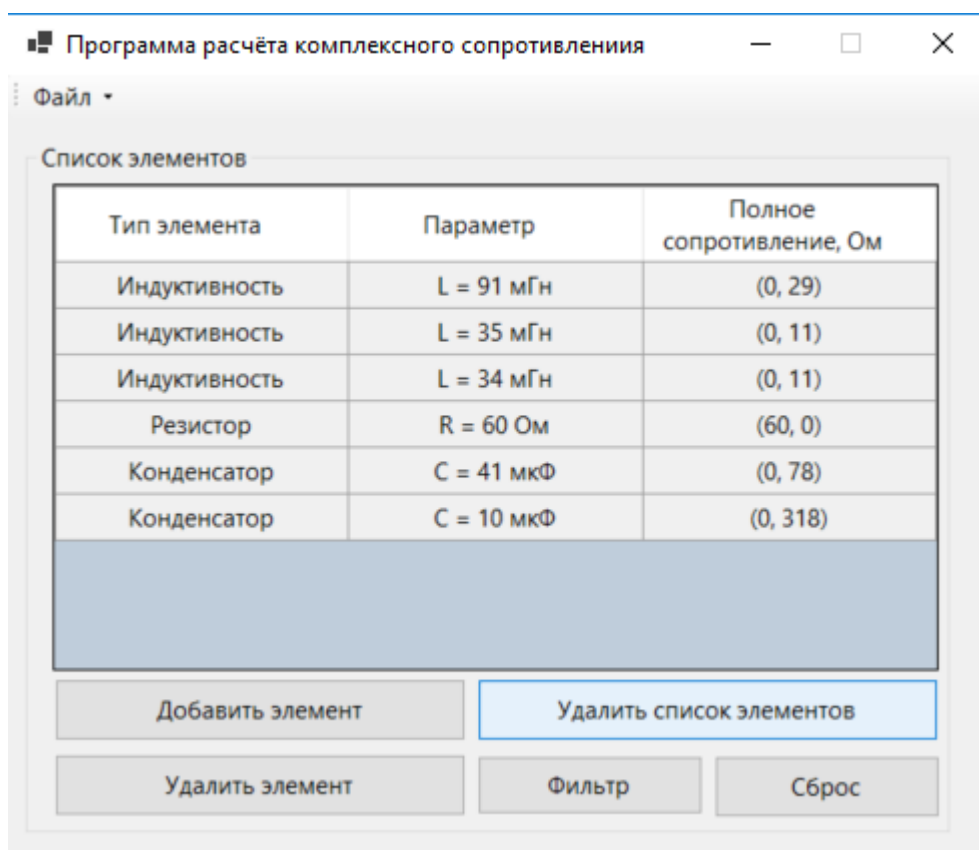 Программа расчёта комплексного сопротивлениия
Файл
Список элементов
Тип элемента Параметр Полное
сопротивление, Ом
Индуктивность L = 91 мГн (0, 29)
Индуктивность L = 35 мГн (0, 11)
Индуктивность L = 34 мГн (0, 11)
Резистор R = 60 Ом (60, 0)
Конденсатор C = 41 мкФ (0, 78)
Конденсатор C = 10 мкФ (0, 318)
Добавить элемент Удалить список элементов
Удалить элемент Фильтр Сброс